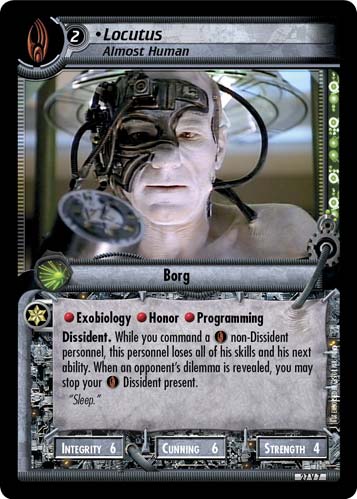 2 •Locutus
Almost Human
Borg
Exobiology Honor Programming
Dissident. While you command a non-Dissident
personnel, this personnel loses all of his skills and his next
ability. When an opponent's dilemma is revealed, you may
stop your Dissident present.
"Sleep."
INTEGRITY 6 CUNNING 6 STRENGTH 4
27 V 7